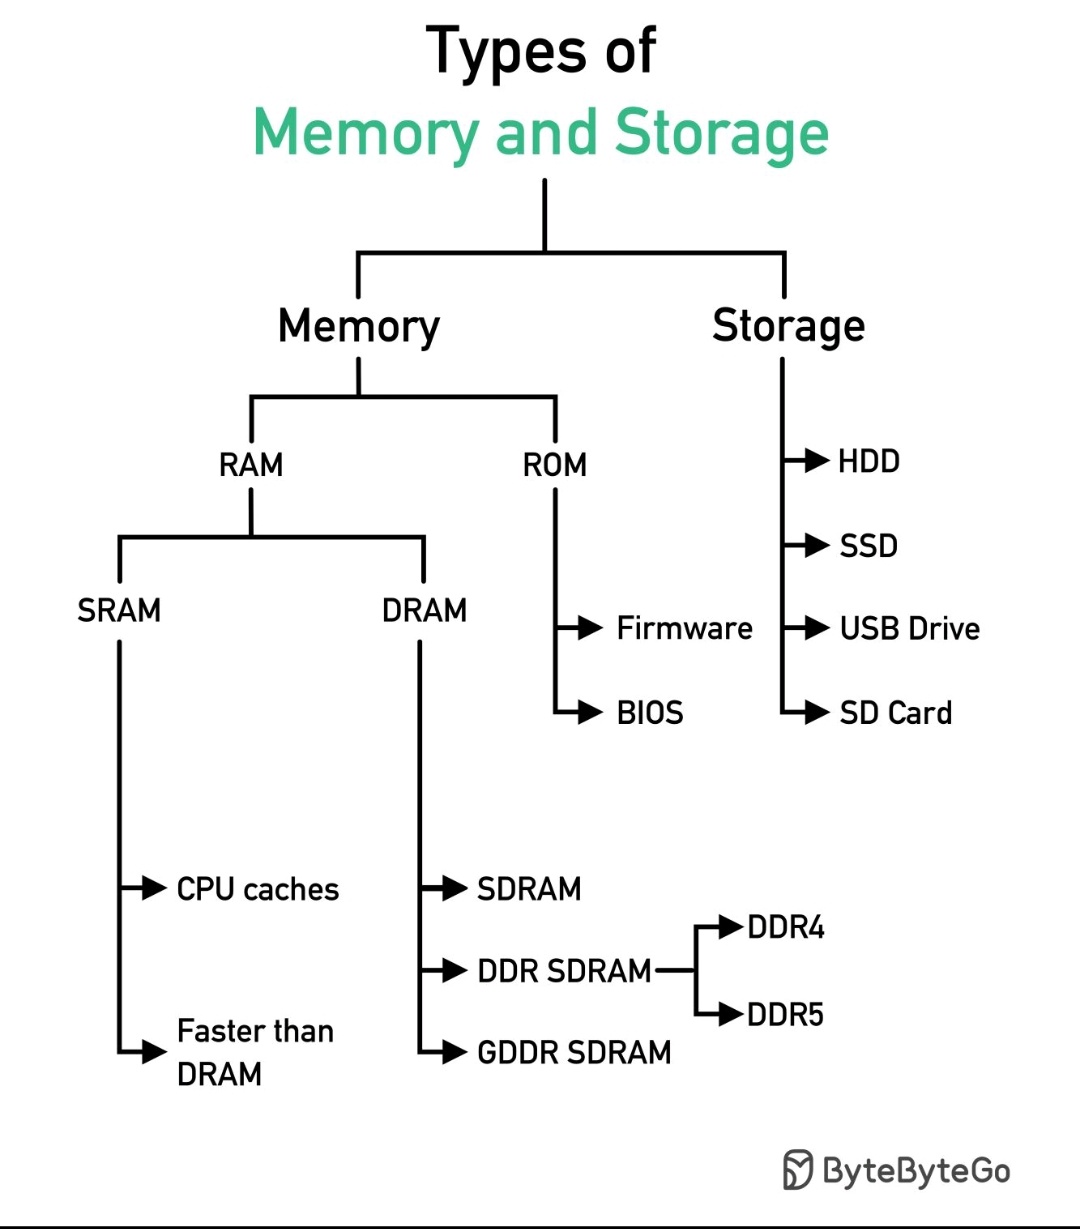 Types of
Memory and Storage
Memory
Storage
RAM
ROM
HDD
SSD
SRAM
DRAM
Firmware
USB Drive
BIOS
SD Card
CPU caches
SDRAM
DDR4
DDR SDRAM
DDR5
Faster than
DRAM
GDDR SDRAM
ByteByteGo